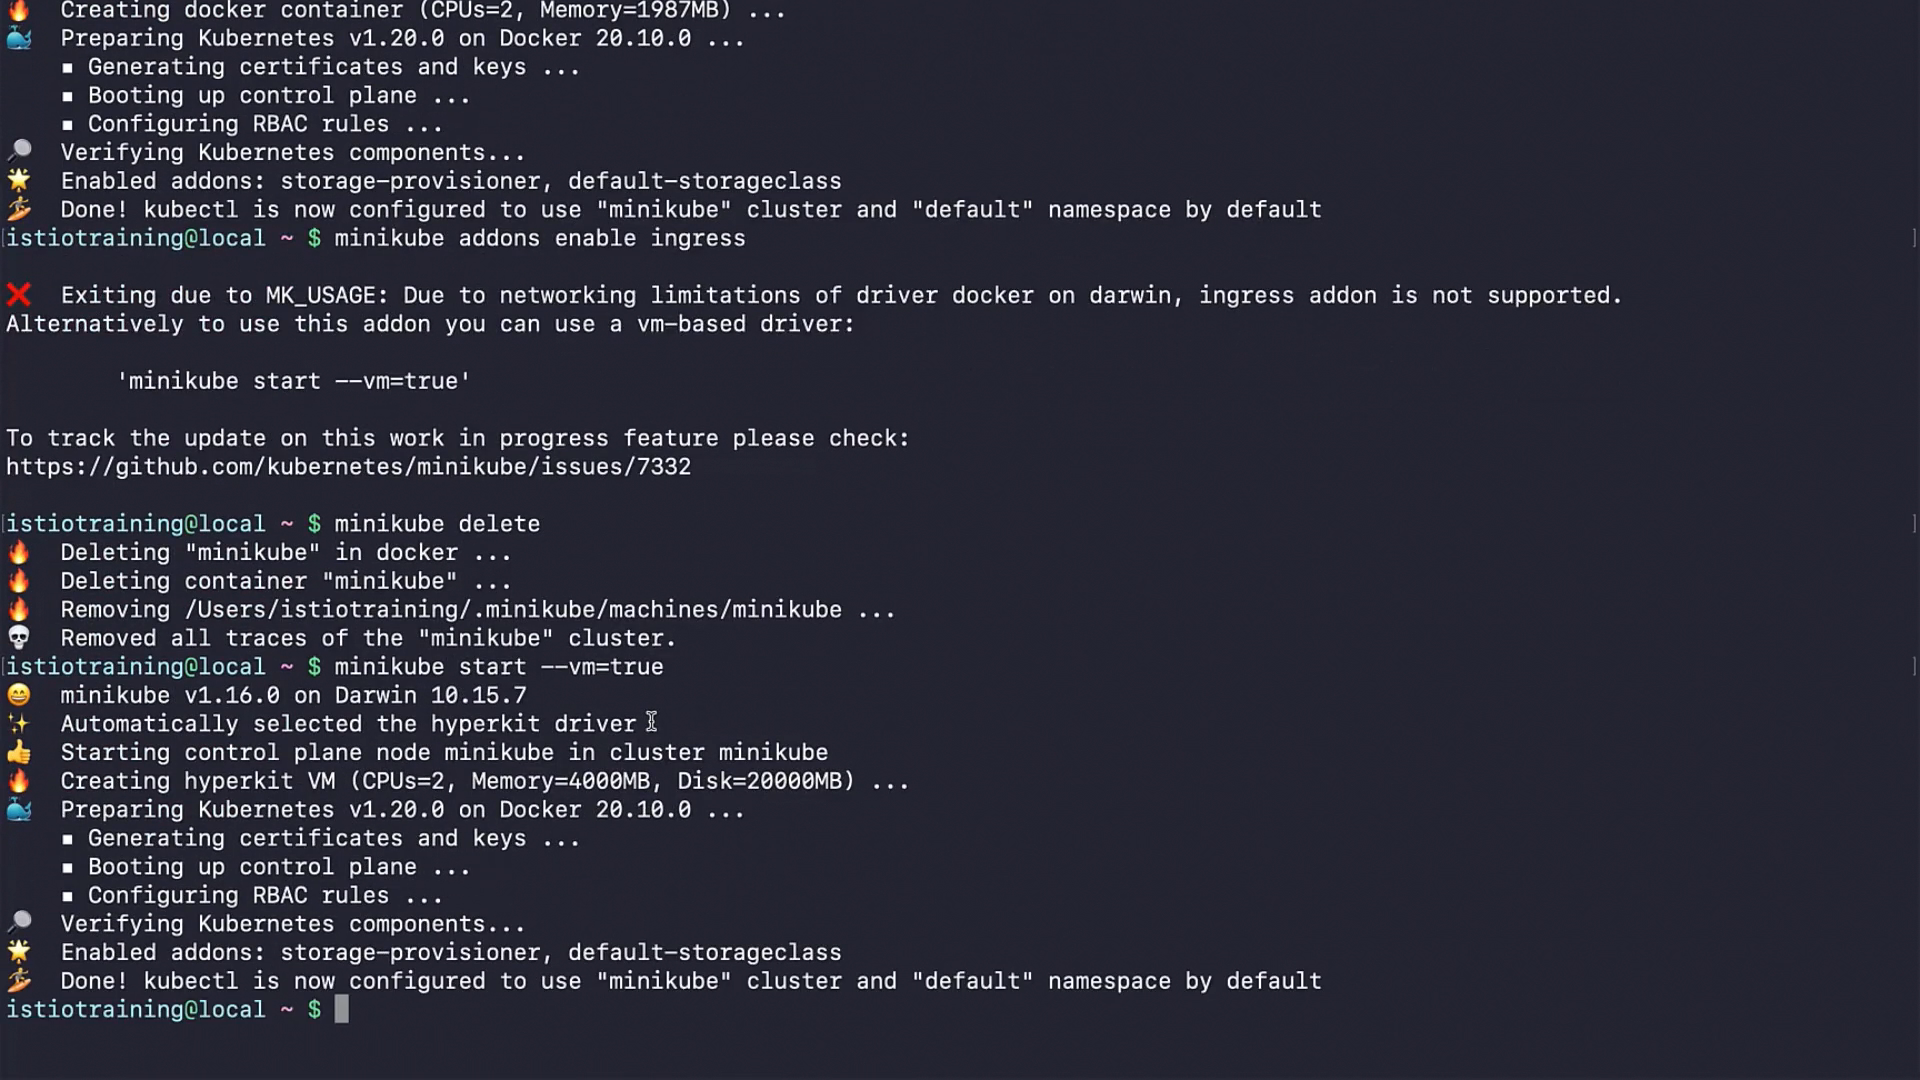 Creating docker container (CPUs=2, Memory=1987MB) ...
Preparing Kubernetes v1.20.0 on Docker 20.10.0 ...
▪ Generating certificates and keys ...
▪ Booting up control plane ...
▪ Configuring RBAC rules ...
Verifying Kubernetes components...
Enabled addons: storage-provisioner, default-storageclass
Done! kubectl is now configured to use "minikube" cluster and "default" namespace by default
istiotraining@local ~ $ minikube addons enable ingress
Exiting due to MK_USAGE: Due to networking limitations of driver docker on darwin, ingress addon is not supported.
Alternatively to use this addon you can use a vm-based driver:
'minikube start --vm=true'
To track the update on this work in progress feature please check:
https://github.com/kubernetes/minikube/issues/7332
istiotraining@local ~ $ minikube delete
Deleting "minikube" in docker ...
Deleting container "minikube" ...
Removing /Users/istiotraining/.minikube/machines/minikube ...
Removed all traces of the "minikube" cluster.
istiotraining@local ~ $ minikube start --vm=true
minikube v1.16.0 on Darwin 10.15.7
Automatically selected the hyperkit driver
Starting control plane node minikube in cluster minikube
Creating hyperkit VM (CPUs=2, Memory=4000MB, Disk=20000MB) ...
Preparing Kubernetes v1.20.0 on Docker 20.10.0 ...
▪ Generating certificates and keys ...
▪ Booting up control plane ...
▪ Configuring RBAC rules ...
Verifying Kubernetes components...
Enabled addons: storage-provisioner, default-storageclass
Done! kubectl is now configured to use "minikube" cluster and "default" namespace by default
istiotraining@local ~ $